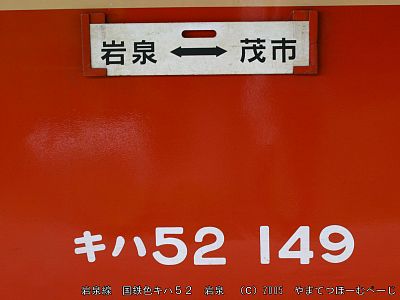 岩泉 ↔ 茂市
キハ52 149
岩泉線 国鉄色キハ52 岩泉 (C) 2005 やまてつほーむぺーじ